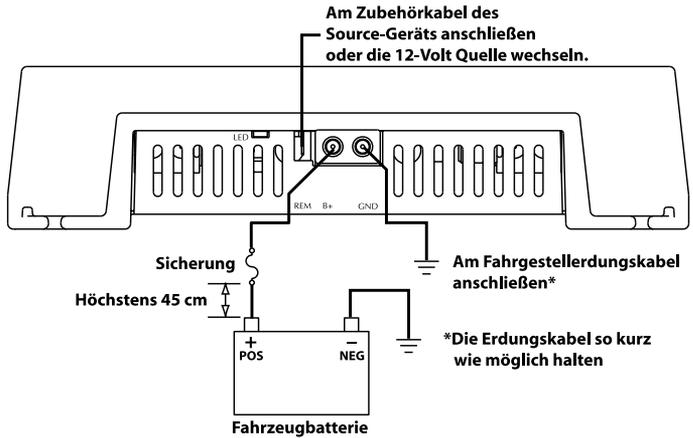 Am Zubehörkabel des
Source-Geräts anschließen
oder die 12-Volt Quelle wechseln.
LED
REM B+ GND
Sicherung
Höchstens 45 cm
Am Fahrgestellerdungskabel
anschließen*
+ −
POS NEG
*Die Erdungskabel so kurz
wie möglich halten
Fahrzeugbatterie